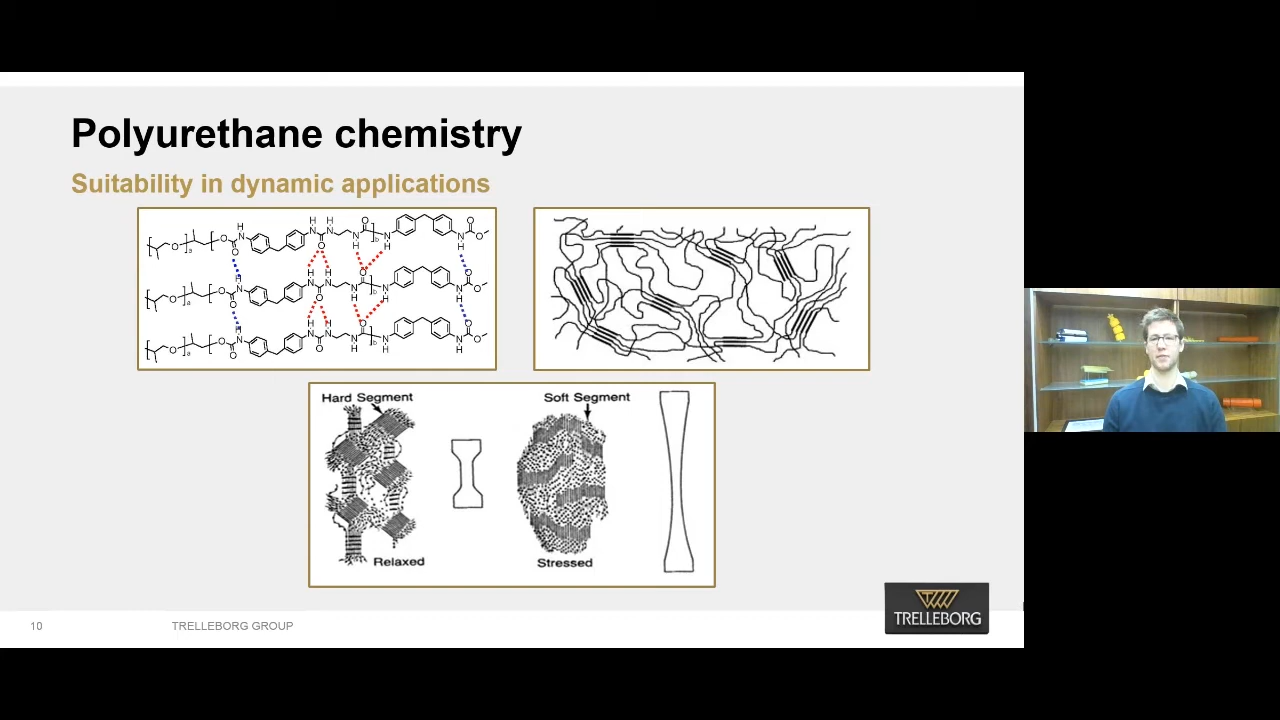 Polyurethane chemistry
Suitability in dynamic applications
Hard Segment
Soft Segment
Relaxed
Stressed
10
TRELLEBORG GROUP
TRELLEBORG